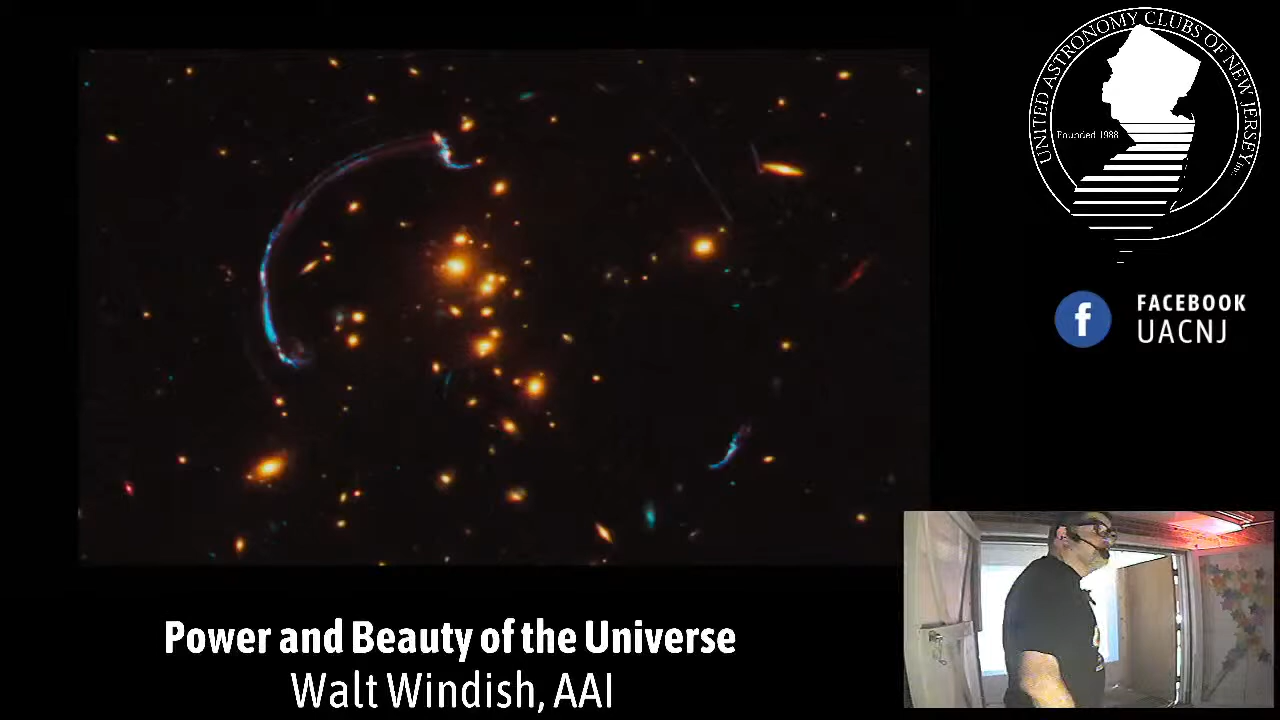 UNITED ASTRONOMY CLUBS OF NEW JERSEY, Inc.
Founded 1988
FACEBOOK
UACNJ
Power and Beauty of the Universe
Walt Windish, AAI